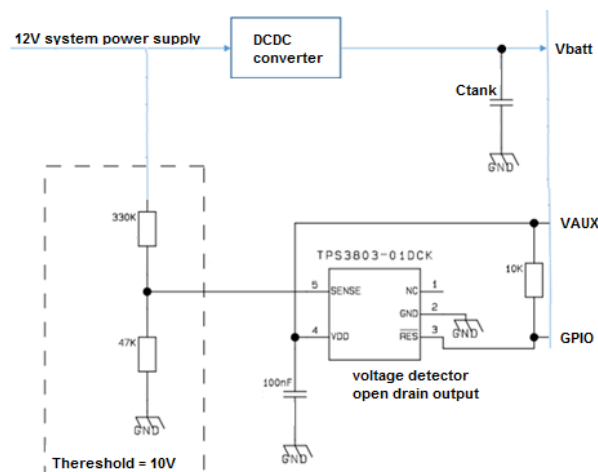 12V system power supply
DCDC
converter
Vbatt
Ctank
GND
330K
VAUX
TPS3803-01DCK
10K
5
SENSE
NC
1
GND
2
GND
47K
4
VDD
RES
3
GPIO
100nF
voltage detector
open drain output
GND
GND
Thereshold = 10V